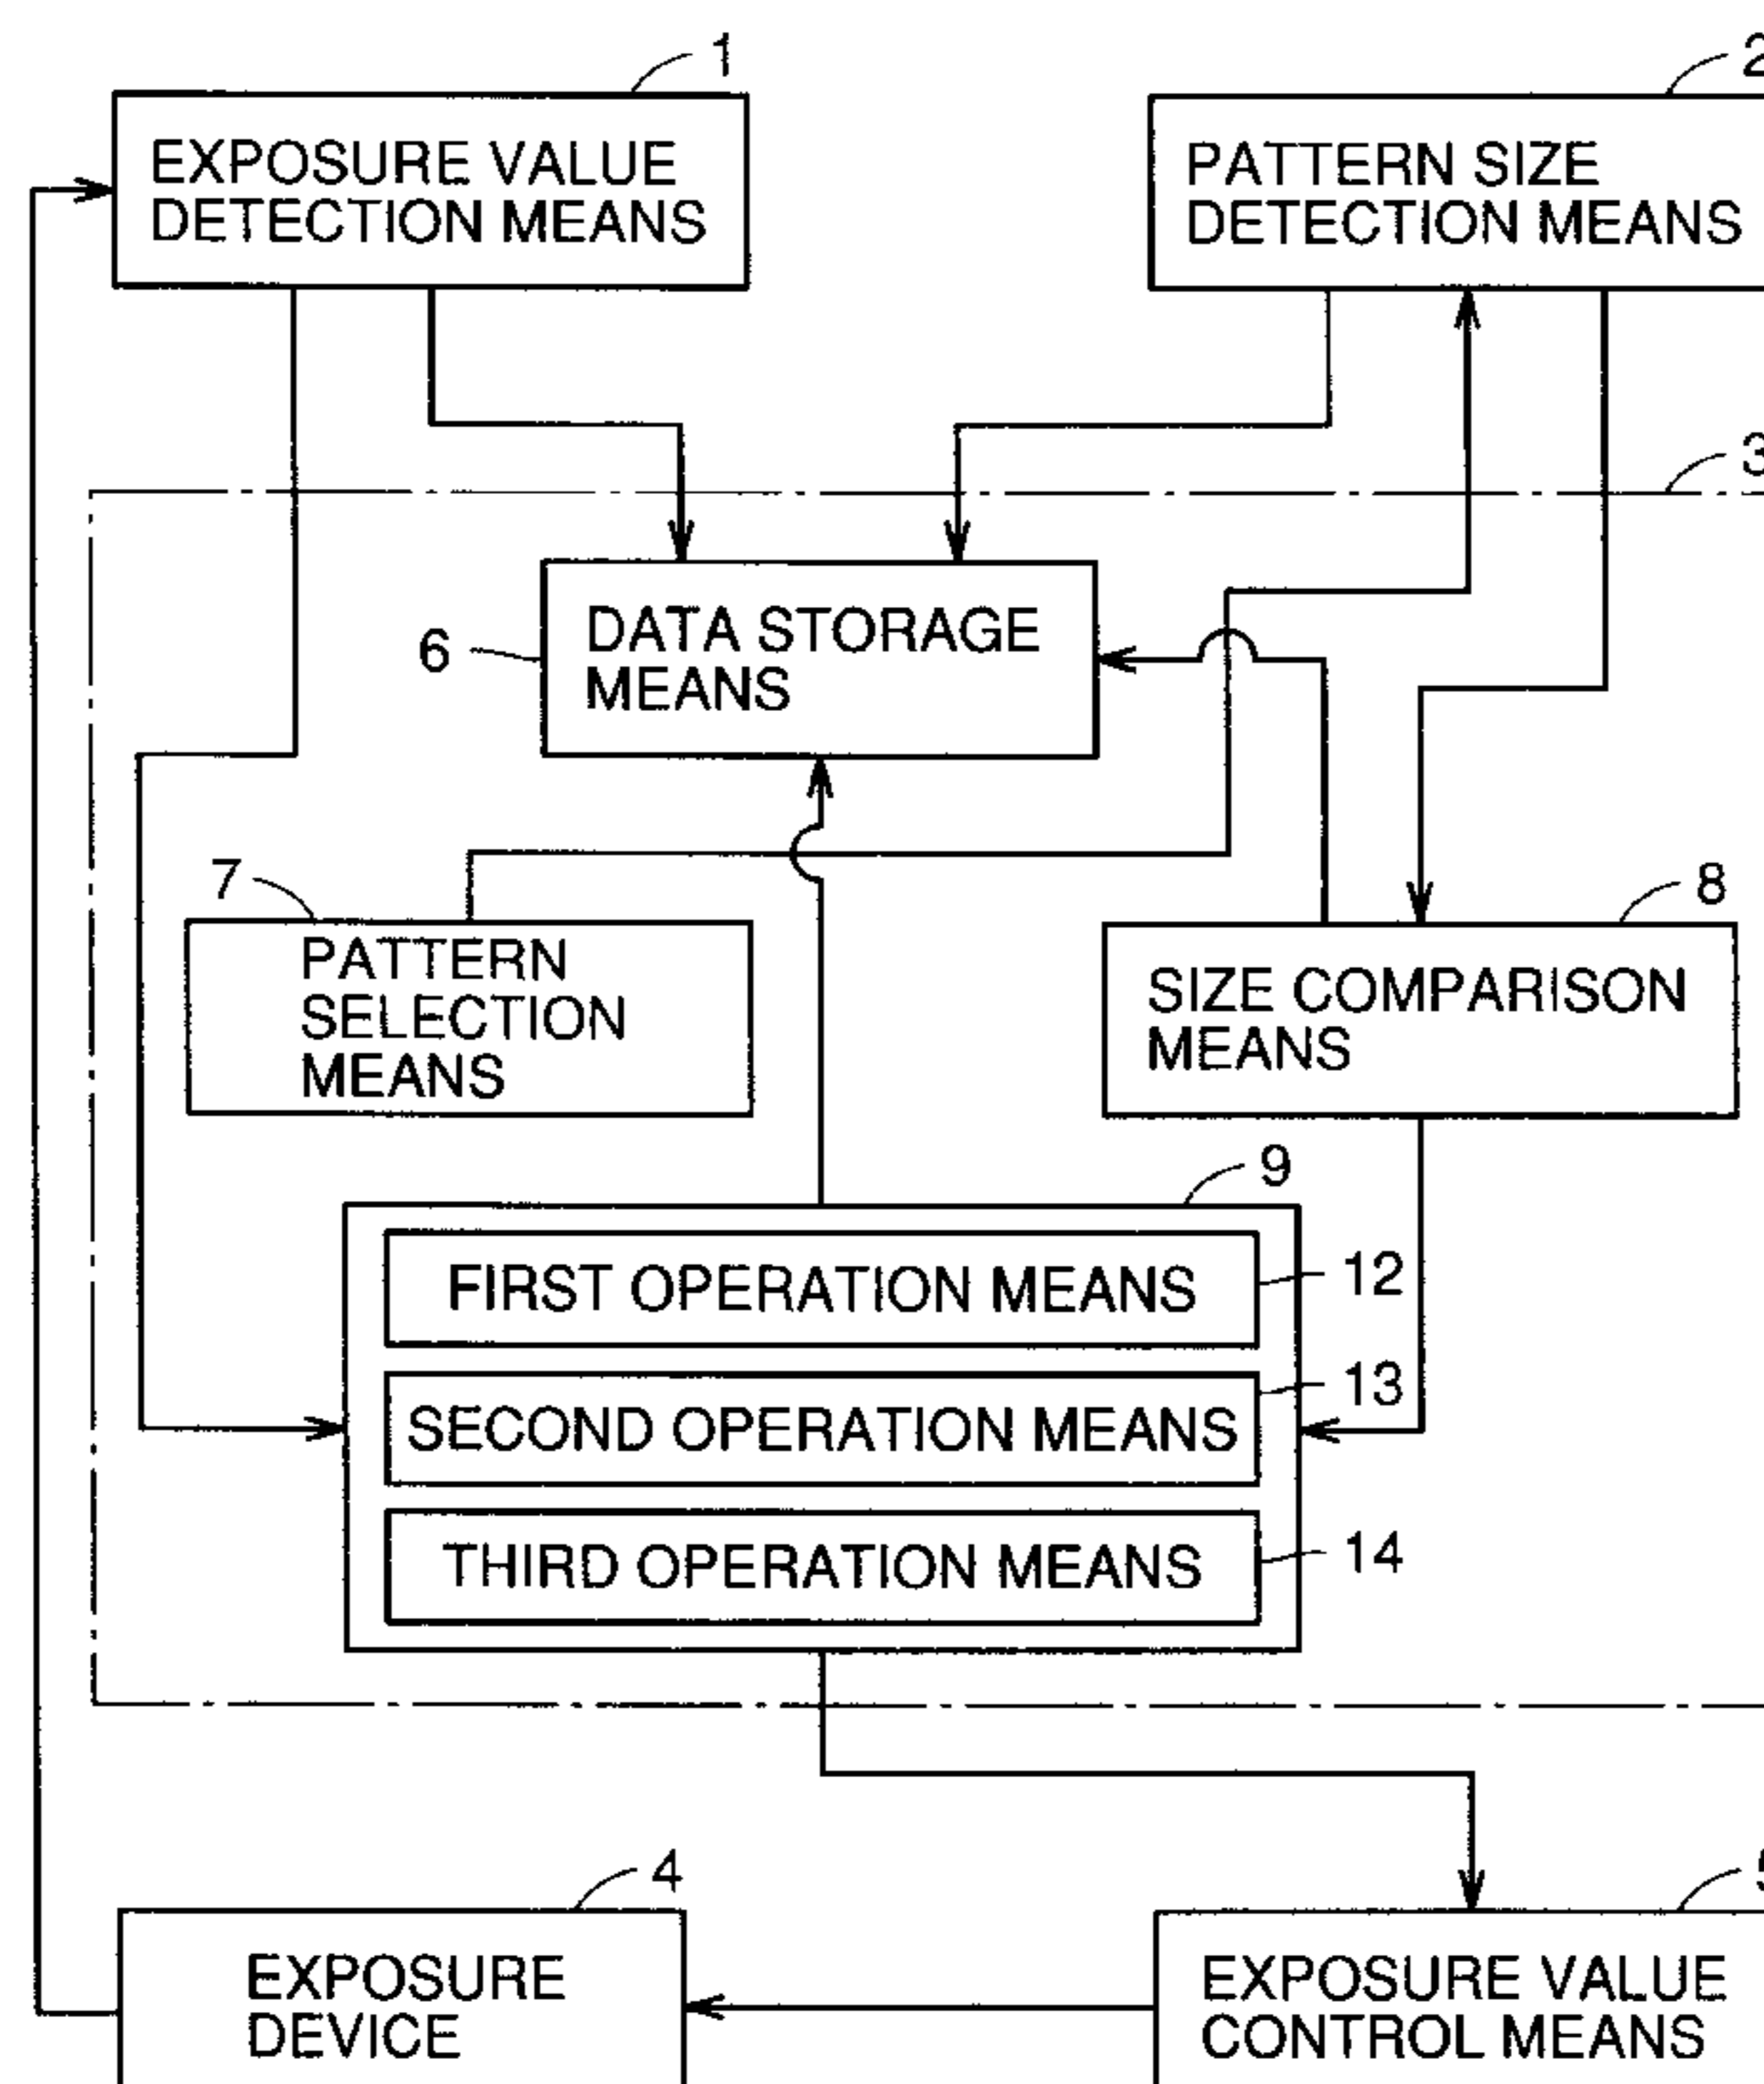 1
2
EXPOSURE VALUE
DETECTION MEANS
PATTERN SIZE
DETECTION MEANS
3
DATA STORAGE
MEANS
6
7
8
PATTERN
SELECTION
MEANS
SIZE COMPARISON
MEANS
9
FIRST OPERATION MEANS
12
SECOND OPERATION MEANS
13
THIRD OPERATION MEANS
14
4
5
EXPOSURE
DEVICE
EXPOSURE VALUE
CONTROL MEANS